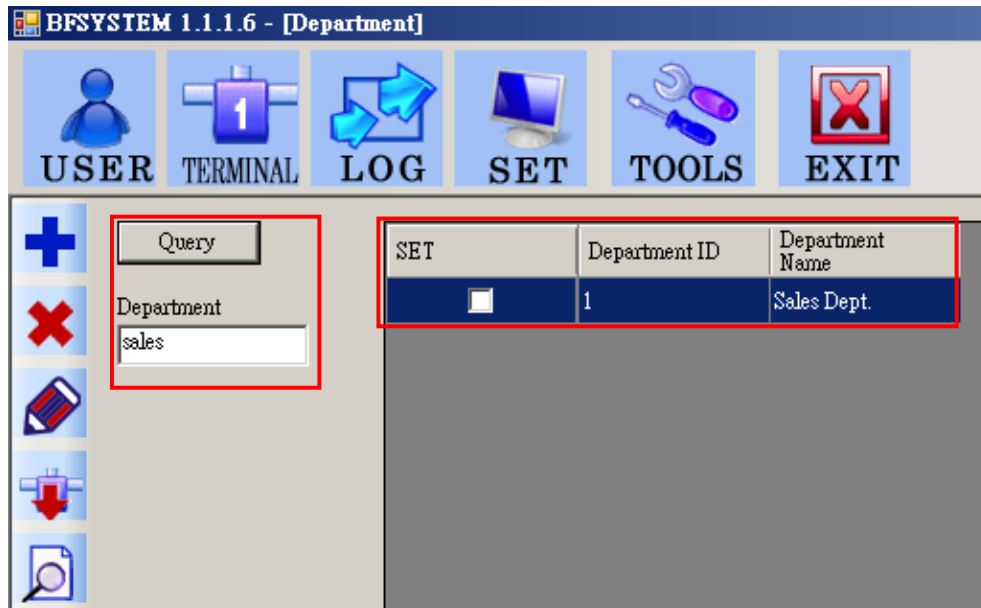 BFSYSTEM 1.1.1.6 - [Department]
1
USER TERMINAL LOG SET TOOLS EXIT
Query
Department
sales
SET Department ID Department
Name
1 Sales Dept.